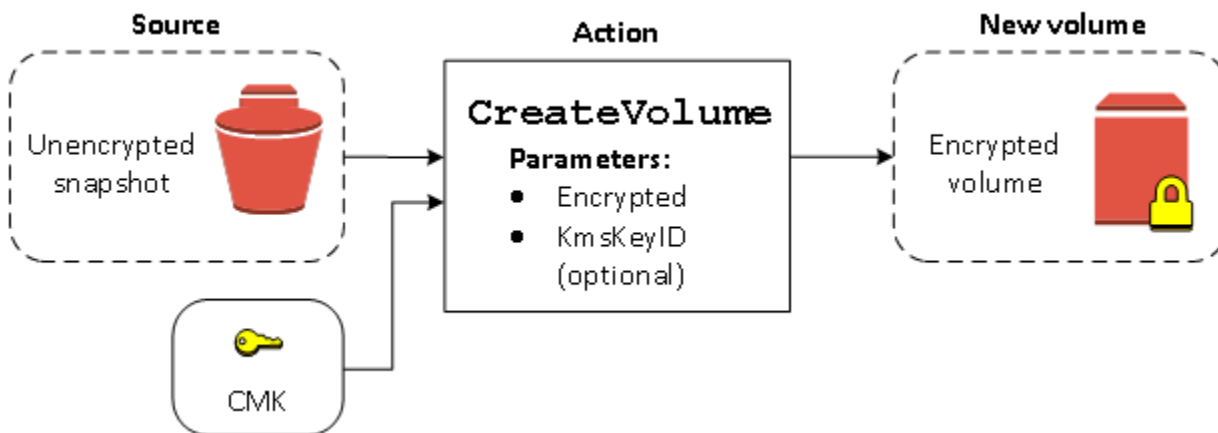 Source
Action
New volume
Unencrypted
snapshot
CreateVolume
Parameters:
● Encrypted
● KmsKeyID
(optional)
Encrypted
volume
CMK